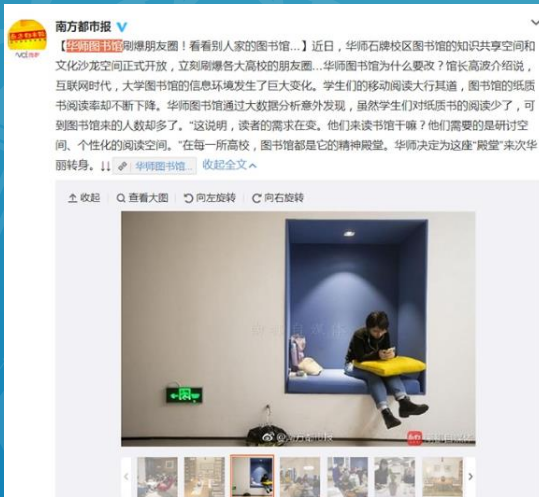 南方都市报
【华师图书馆刷爆朋友圈！看看别人家的图书馆...】近日，华师石牌校区图书馆的知识共享空间和
文化沙龙空间正式开放，立刻刷爆各大高校的朋友圈...华师图书馆为什么要改？馆长高波介绍说，
互联网时代，大学图书馆的信息环境发生了巨大变化。学生们的移动阅读大行其道，图书馆的纸质
书阅读率却不断下降。华师图书馆通过大数据分析意外发现，虽然学生们对纸质书的阅读少了，可
到图书馆来的人数却多了。“这说明，读者的需求在变。他们来读书馆干嘛？他们需要的是研讨空
间、个性化的阅读空间。”在每一所高校，图书馆都是它的精神殿堂。华师决定为这座“殿堂”来次华
丽转身。↓↓ 华师图书馆... 收起全文
收起 查看大图 向左旋转 向右旋转